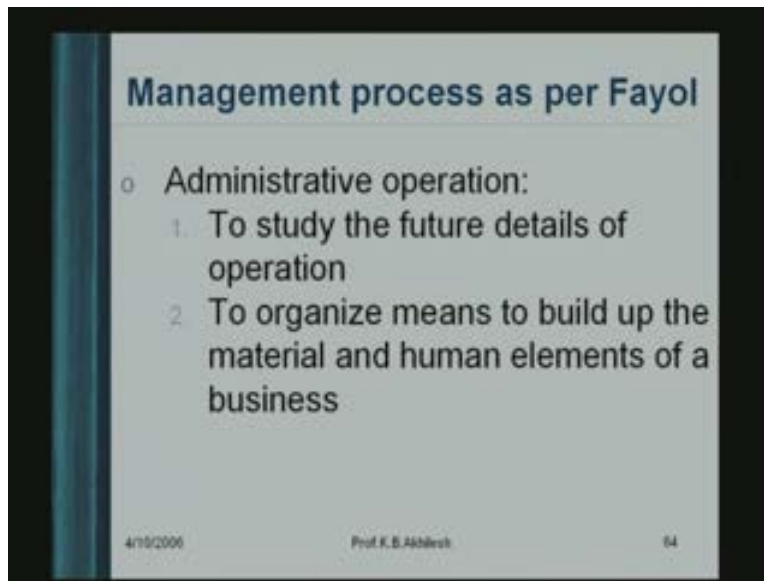 Management process as per Fayol
o Administrative operation:
1. To study the future details of
operation
2. To organize means to build up the
material and human elements of a
business
4/10/2006 Prof.K.B.Akhilesh 64